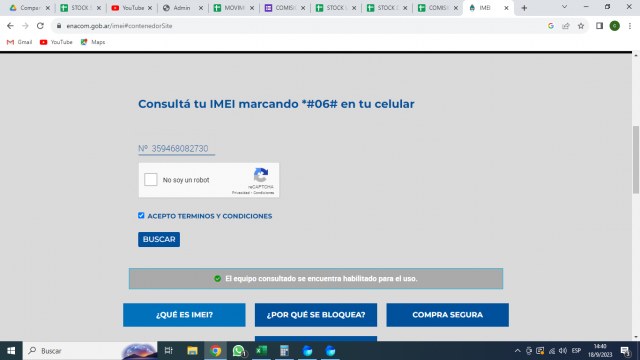 Compar
STOCK
YouTube
Admin
MOVIM
COMISI
STOCK
STOCK
COMISI
IMEI
enacom.gob.ar/imei#contenedorSite
Gmail YouTube Maps
Consultá tu IMEI marcando *#06# en tu celular
Nº 359468082730
No soy un robot
reCAPTCHA
Privacidad - Condiciones
ACEPTO TERMINOS Y CONDICIONES
BUSCAR
El equipo consultado se encuentra habilitado para el uso.
¿QUÉ ES IMEI? ¿POR QUÉ SE BLOQUEA? COMPRA SEGURA
Buscar
ESP
14:40
18/9/2023